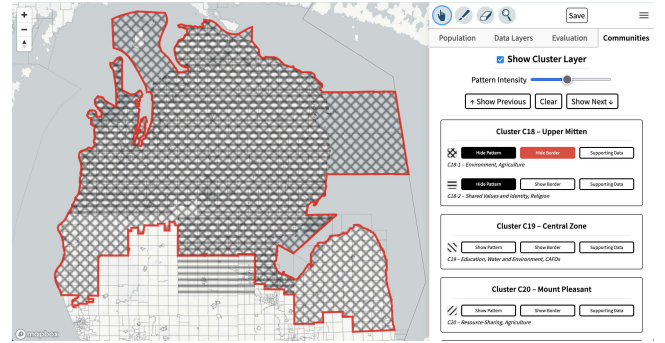 Save
Population Data Layers Evaluation Communities
Show Cluster Layer
Pattern Intensity
↑ Show Previous Clear Show Next ↓
Cluster C18 – Upper Mitten
Hide Pattern Hide Border Supporting Data
C18-1 – Environment, Agriculture
Hide Pattern Show Border Supporting Data
C18-2 – Shared Values and Identity, Religion
Cluster C19 – Central Zone
Show Pattern Show Border Supporting Data
C19 – Education, Water and Environment, CAFOs
Cluster C20 – Mount Pleasant
Show Pattern Show Border Supporting Data
C20 – Resource-Sharing, Agriculture
mapbox